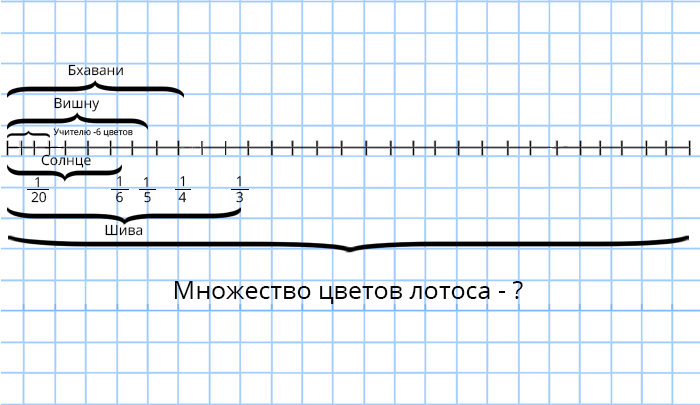 Бхавани
Вишну
Учителю -6 цветов
Солнце
1/20 1/6 1/5 1/4 1/3
Шива
Множество цветов лотоса - ?